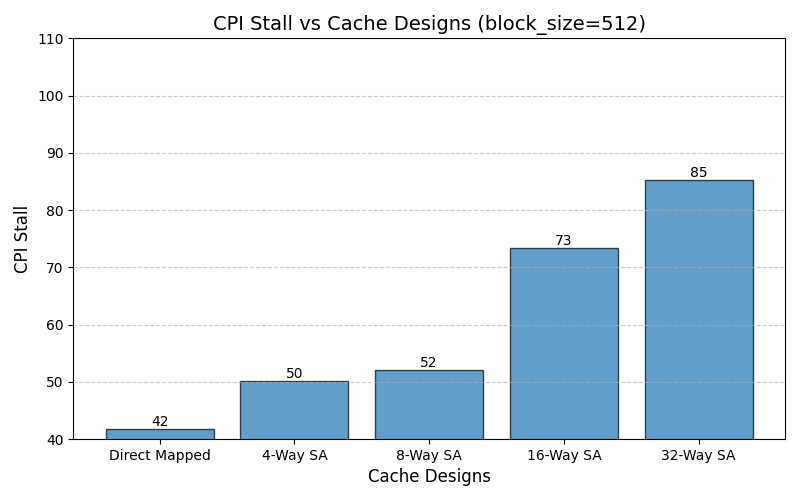 CPI Stall vs Cache Designs (block_size=512)
110
100
90
80
70
60
50
40
CPI Stall
42
50
52
73
85
Direct Mapped
4-Way SA
8-Way SA
16-Way SA
32-Way SA
Cache Designs